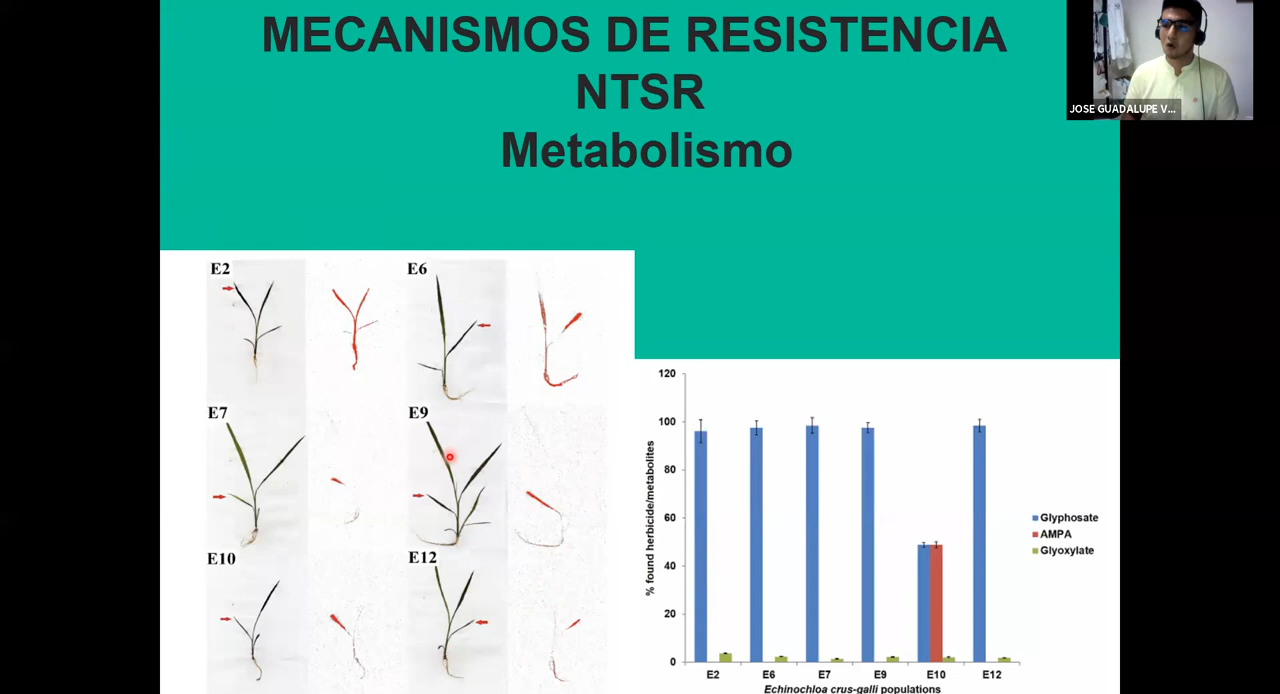 MECANISMOS DE RESISTENCIA
NTSR
Metabolismo
JOSE GUADALUPE V...
E2
E6
E7
E9
E10
E12
120
100
80
60
40
20
0
% found herbicide/metabolites
E2 E6 E7 E9 E10 E12
Echinochloa crus-galli populations
Glyphosate
AMPA
Glyoxylate